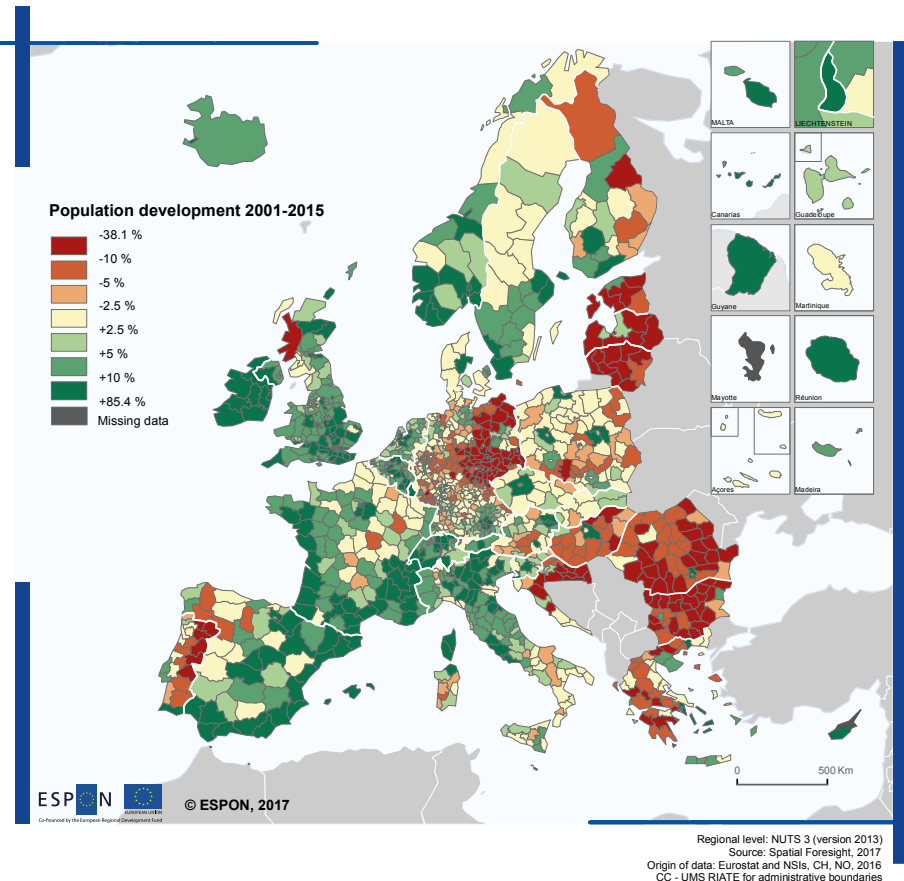 MALTA
LIECHTENSTEIN
Canarias
Guadeloupe
Population development 2001-2015
-38.1 %
-10 %
-5 %
-2.5 %
+2.5 %
+5 %
+10 %
+85.4 %
Missing data
Guyane
Martinique
Mayotte
Réunion
Açores
Madeira
0
500 Km
ESPON
EUROPEAN UNION
Co-financed by the European Regional Development Fund
© ESPON, 2017
Regional level: NUTS 3 (version 2013)
Source: Spatial Foresight, 2017
Origin of data: Eurostat and NSIs, CH, NO, 2016
CC - UMS RIATE for administrative boundaries